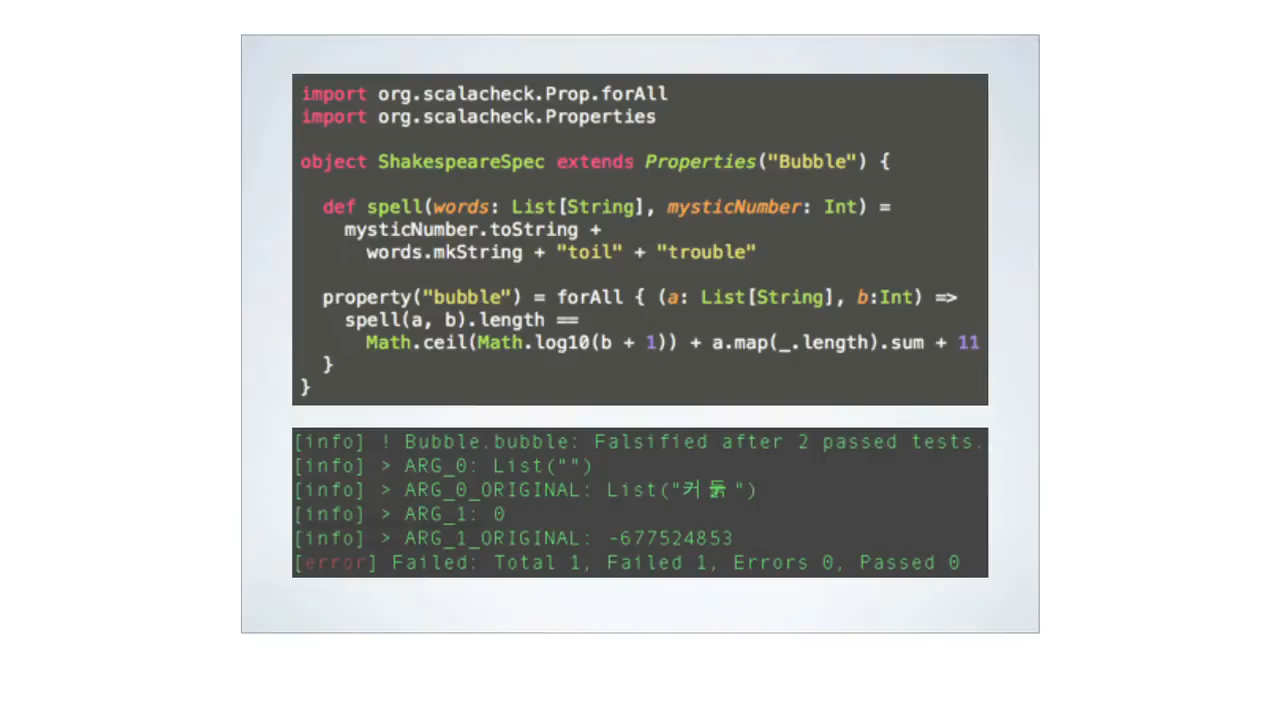 import org.scalacheck.Prop.forAll
import org.scalacheck.Properties
object ShakespeareSpec extends Properties("Bubble") {
def spell(words: List[String], mysticNumber: Int) =
mysticNumber.toString +
words.mkString + "toil" + "trouble"
property("bubble") = forAll { (a: List[String], b:Int) =>
spell(a, b).length ==
Math.ceil(Math.log10(b + 1)) + a.map(_.length).sum + 11
}
}
[info] ! Bubble.bubble: Falsified after 2 passed tests.
[info] > ARG_0: List("")
[info] > ARG_0_ORIGINAL: List("커 ")
[info] > ARG_1: 0
[info] > ARG_1_ORIGINAL: -677524853
[error] Failed: Total 1, Failed 1, Errors 0, Passed 0